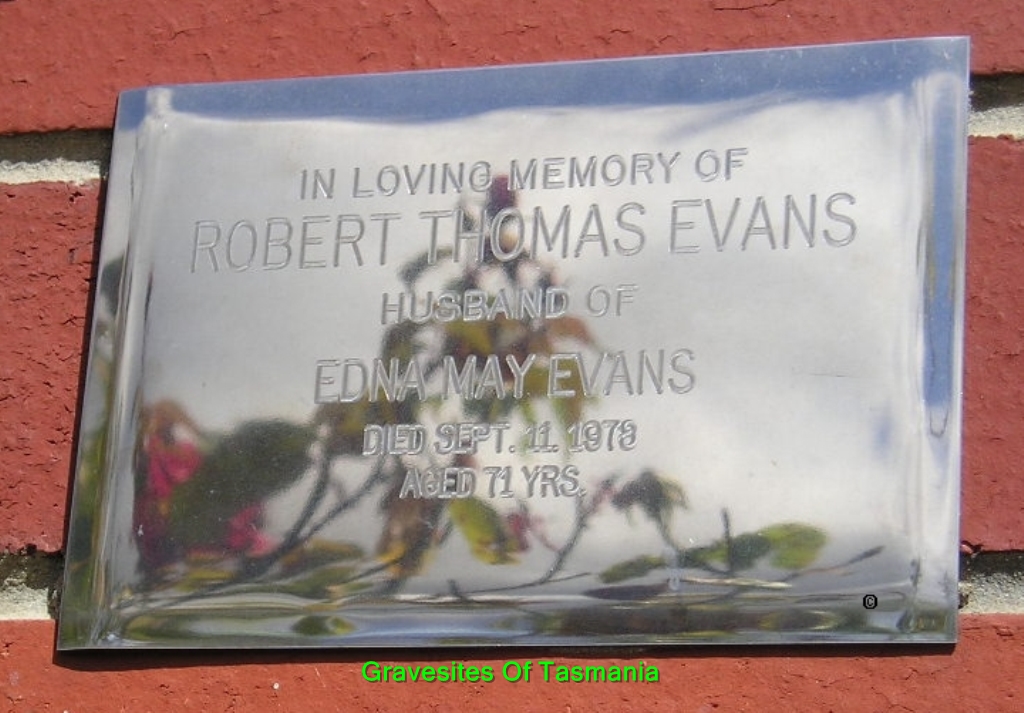 IN LOVING MEMORY OF
ROBERT THOMAS EVANS
HUSBAND OF
EDNA MAY EVANS
DIED SEPT. 11. 1978
AGED 71 YRS.
©
Gravesites Of Tasmania